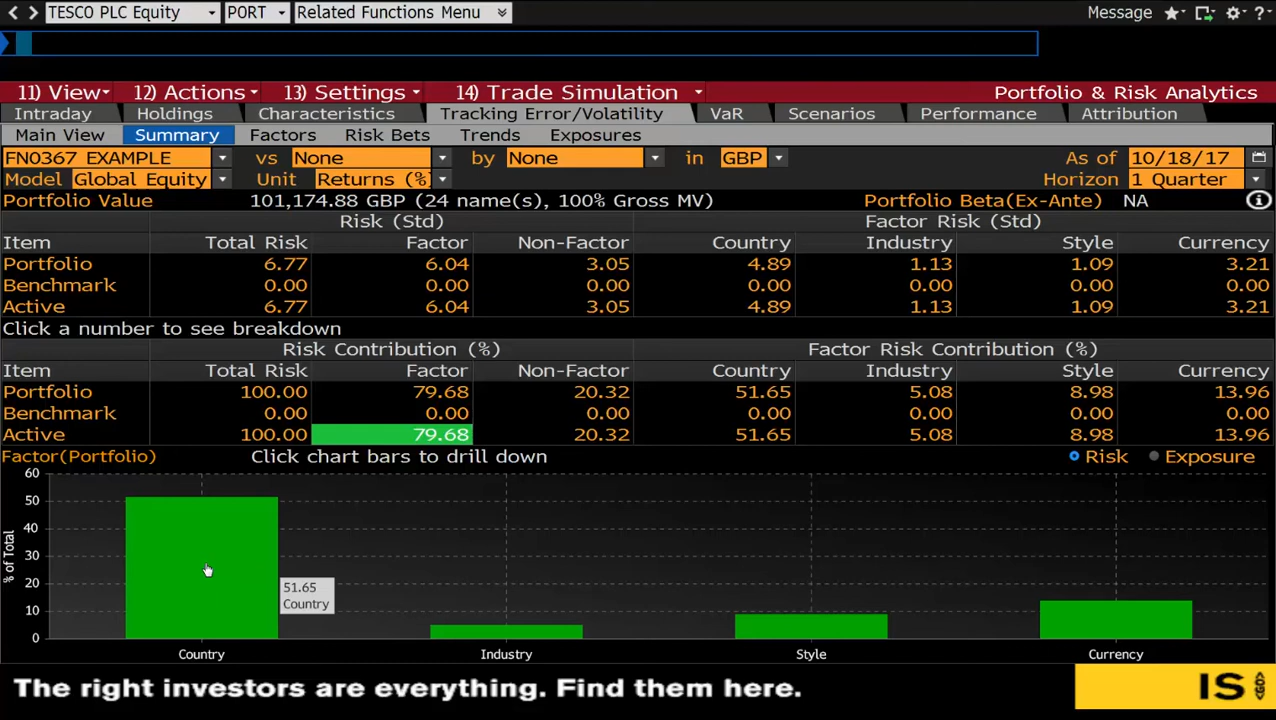 TESCO PLC Equity PORT Related Functions Menu Message
11) View 12) Actions 13) Settings 14) Trade Simulation Portfolio & Risk Analytics
Intraday Holdings Characteristics Tracking Error/Volatility VaR Scenarios Performance Attribution
Main View Summary Factors Risk Bets Trends Exposures
FN0367 EXAMPLE vs None by None in GBP As of 10/18/17
Model Global Equity Unit Returns (%) Horizon 1 Quarter
Portfolio Value 101,174.88 GBP (24 name(s), 100% Gross MV) Portfolio Beta(Ex-Ante) NA
Risk (Std) Factor Risk (Std)
Item Total Risk Factor Non-Factor Country Industry Style Currency
Portfolio 6.77 6.04 3.05 4.89 1.13 1.09 3.21
Benchmark 0.00 0.00 0.00 0.00 0.00 0.00 0.00
Active 6.77 6.04 3.05 4.89 1.13 1.09 3.21
Click a number to see breakdown
Risk Contribution (%) Factor Risk Contribution (%)
Item Total Risk Factor Non-Factor Country Industry Style Currency
Portfolio 100.00 79.68 20.32 51.65 5.08 8.98 13.96
Benchmark 0.00 0.00 0.00 0.00 0.00 0.00 0.00
Active 100.00 79.68 20.32 51.65 5.08 8.98 13.96
Factor(Portfolio) Click chart bars to drill down Risk Exposure
60
50
40
30
20
10
0
% of Total
51.65
Country
Country Industry Style Currency
The right investors are everything. Find them here. IS